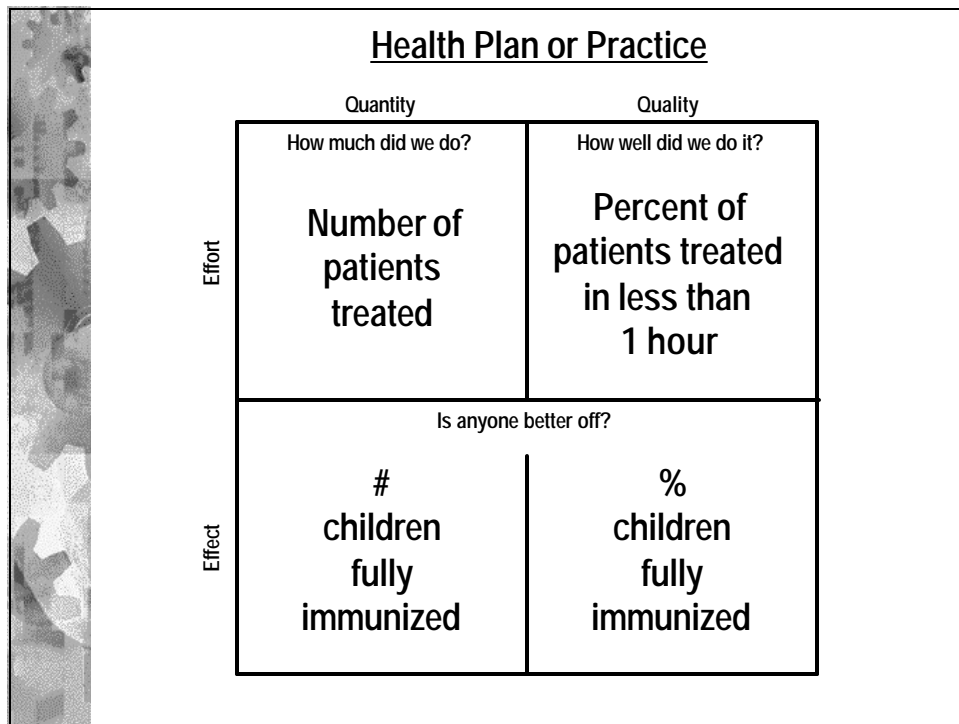 Health Plan or Practice
Quantity
Quality
How much did we do?
How well did we do it?
Effort
Number of
patients
treated
Percent of
patients treated
in less than
1 hour
Is anyone better off?
Effect
#
children
fully
immunized
%
children
fully
immunized